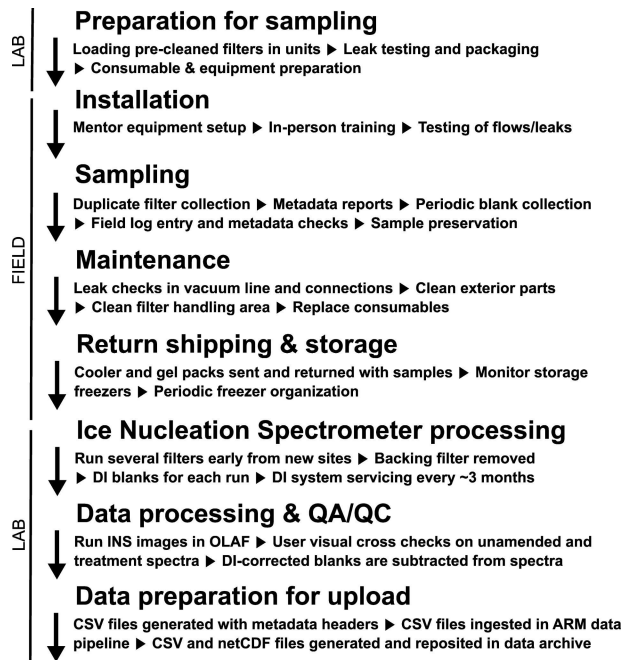 LAB
Preparation for sampling
Loading pre-cleaned filters in units ▶ Leak testing and packaging
▶ Consumable & equipment preparation
FIELD
Installation
Mentor equipment setup ▶ In-person training ▶ Testing of flows/leaks
Sampling
Duplicate filter collection ▶ Metadata reports ▶ Periodic blank collection
▶ Field log entry and metadata checks ▶ Sample preservation
Maintenance
Leak checks in vacuum line and connections ▶ Clean exterior parts
▶ Clean filter handling area ▶ Replace consumables
Return shipping & storage
Cooler and gel packs sent and returned with samples ▶ Monitor storage
freezers ▶ Periodic freezer organization
LAB
Ice Nucleation Spectrometer processing
Run several filters early from new sites ▶ Backing filter removed
▶ DI blanks for each run ▶ DI system servicing every ~3 months
Data processing & QA/QC
Run INS images in OLAF ▶ User visual cross checks on unamended and
treatment spectra ▶ DI-corrected blanks are subtracted from spectra
Data preparation for upload
CSV files generated with metadata headers ▶ CSV files ingested in ARM data
pipeline ▶ CSV and netCDF files generated and reposited in data archive